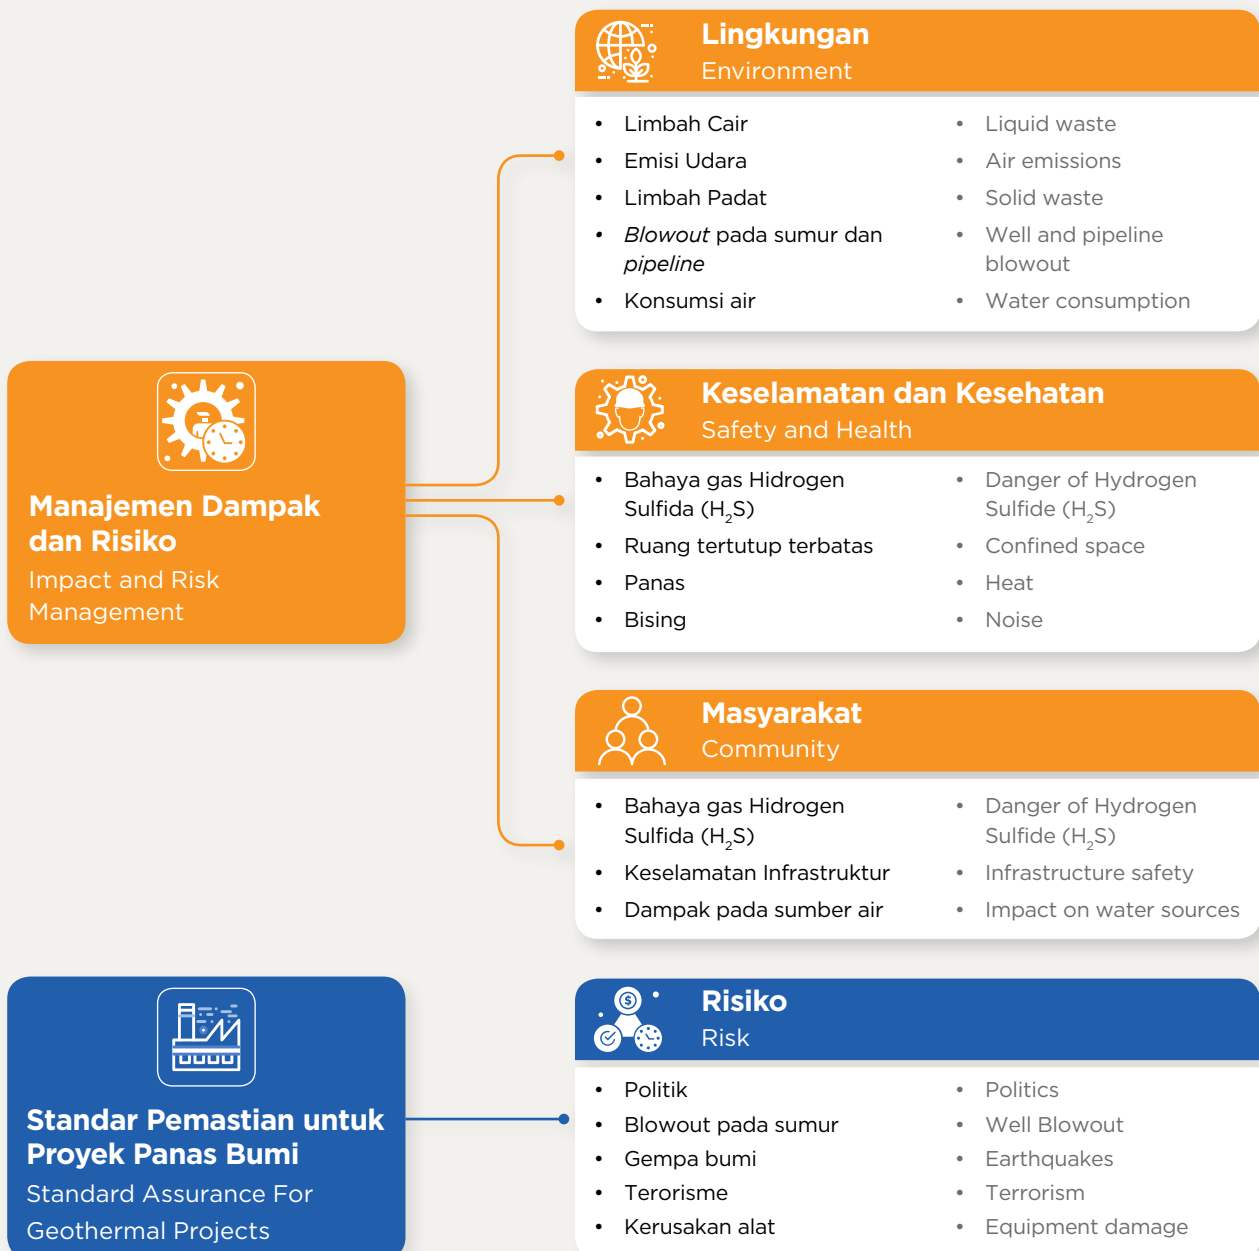 Lingkungan
Environment
• Limbah Cair
• Emisi Udara
• Limbah Padat
• Blowout pada sumur dan
pipeline
• Konsumsi air
• Liquid waste
• Air emissions
• Solid waste
• Well and pipeline
blowout
• Water consumption
Manajemen Dampak
dan Risiko
Impact and Risk
Management
Keselamatan dan Kesehatan
Safety and Health
• Bahaya gas Hidrogen
Sulfida (H₂S)
• Ruang tertutup terbatas
• Panas
• Bising
• Danger of Hydrogen
Sulfide (H₂S)
• Confined space
• Heat
• Noise
Masyarakat
Community
• Bahaya gas Hidrogen
Sulfida (H₂S)
• Keselamatan Infrastruktur
• Dampak pada sumber air
• Danger of Hydrogen
Sulfide (H₂S)
• Infrastructure safety
• Impact on water sources
Standar Pemastian untuk
Proyek Panas Bumi
Standard Assurance For
Geothermal Projects
Risiko
Risk
• Politik
• Blowout pada sumur
• Gempa bumi
• Terorisme
• Kerusakan alat
• Politics
• Well Blowout
• Earthquakes
• Terrorism
• Equipment damage